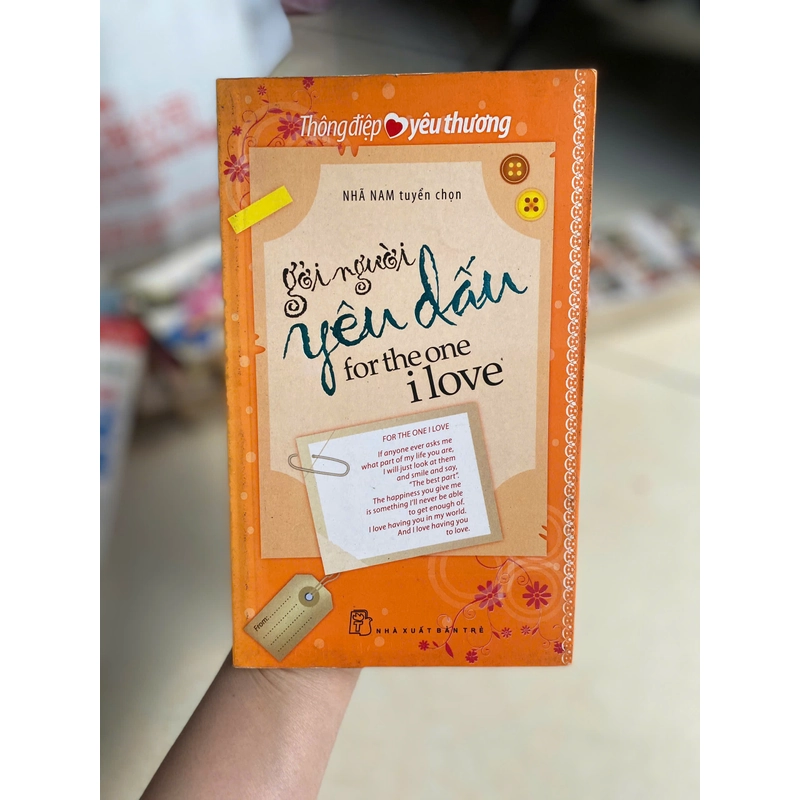 Thông điệp yêu thương
NHÃ NAM tuyển chọn
gởi người
yêu dấu
for the one
i love
FOR THE ONE I LOVE
If anyone ever asks me
what part of my life you are,
I will just look at them
and smile and say,
"The best part".
The happiness you give me
is something I'll never be able
to get enough of.
I love having you in my world.
And I love having you
to love.
From:
NHÀ XUẤT BẢN TRẺ